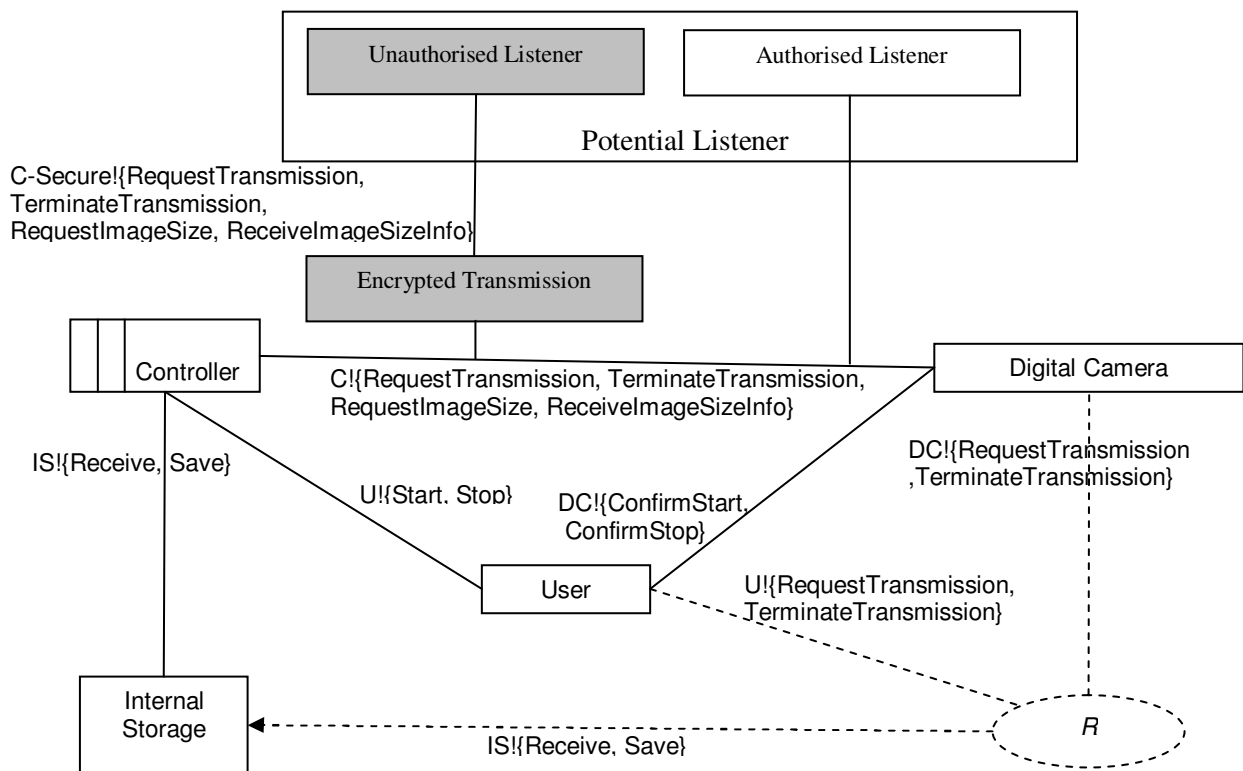 Unauthorised Listener
Authorised Listener
Potential Listener
C-Secure!{RequestTransmission,
TerminateTransmission,
RequestImageSize, ReceiveImageSizeInfo}
Encrypted Transmission
Controller
Digital Camera
C!{RequestTransmission, TerminateTransmission,
RequestImageSize, ReceiveImageSizeInfo}
IS!{Receive, Save}
DC!{RequestTransmission
,TerminateTransmission}
U!{Start, Stop}
DC!{ConfirmStart,
ConfirmStop}
User
U!{RequestTransmission,
TerminateTransmission}
Internal
Storage
R
IS!{Receive, Save}